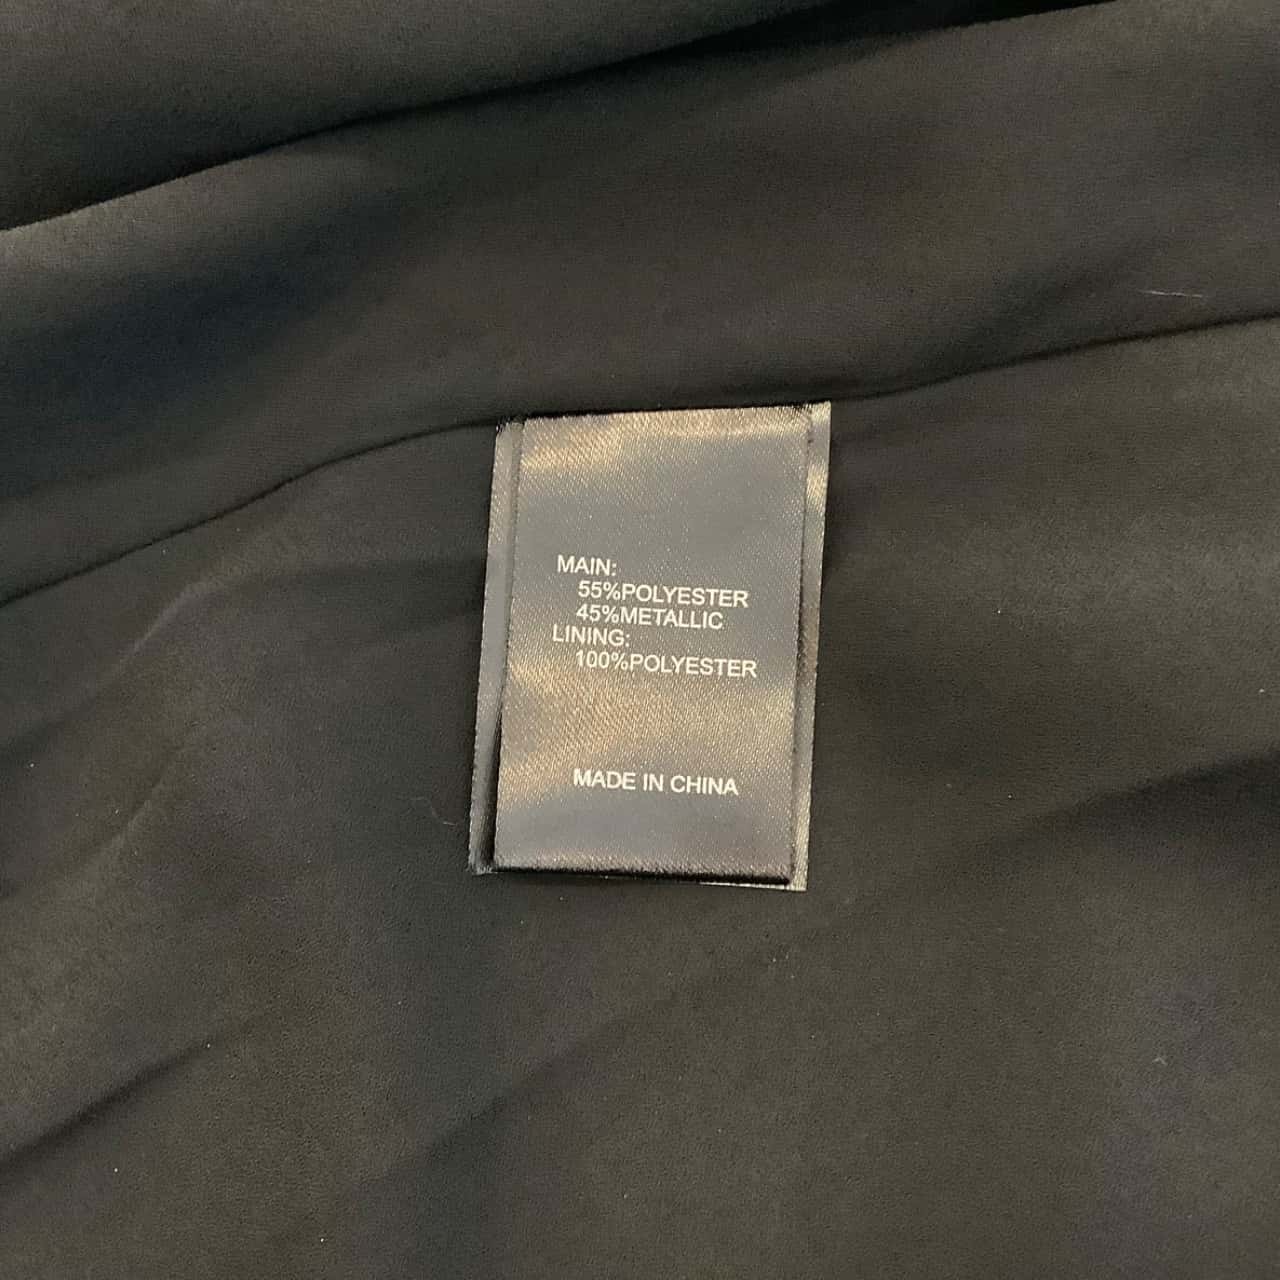 MAIN:
55%POLYESTER
45%METALLIC
LINING:
100%POLYESTER
MADE IN CHINA